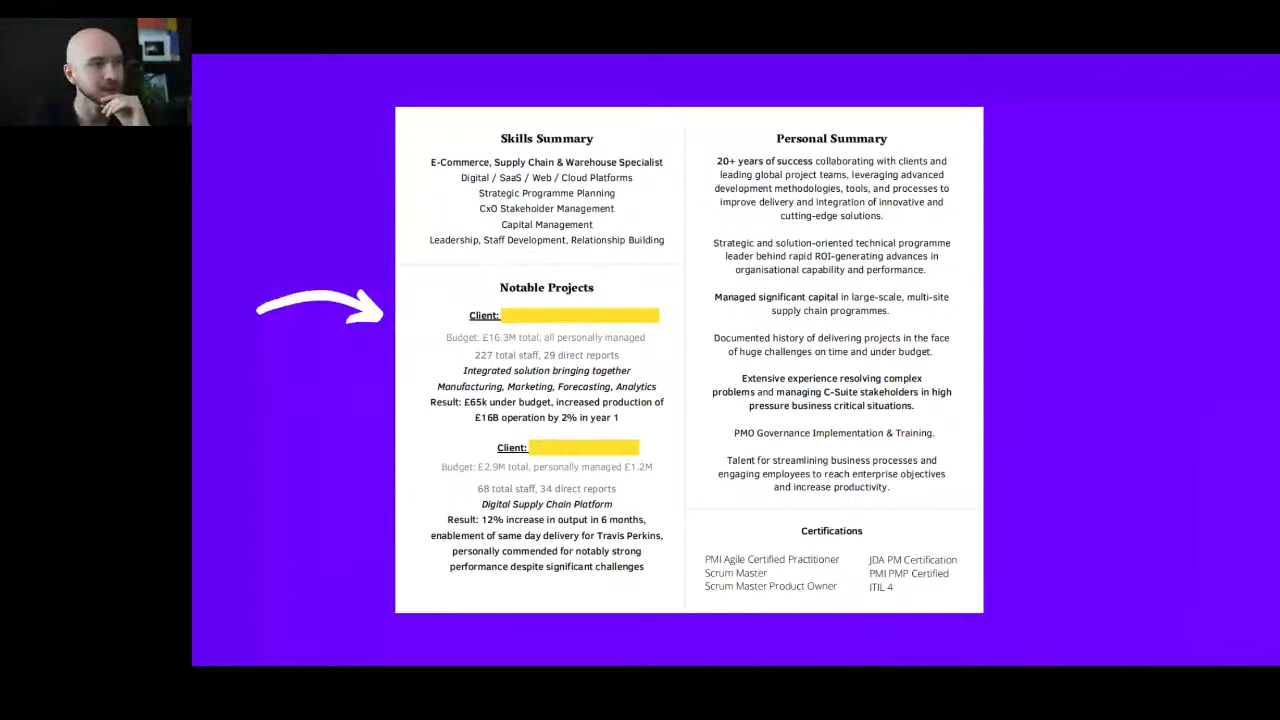 Skills Summary
E-Commerce, Supply Chain & Warehouse Specialist
Digital / SaaS / Web / Cloud Platforms
Strategic Programme Planning
CxO Stakeholder Management
Capital Management
Leadership, Staff Development, Relationship Building
Notable Projects
Client:
Budget: £16.3M total, all personally managed
227 total staff, 29 direct reports
Integrated solution bringing together
Manufacturing, Marketing, Forecasting, Analytics
Result: £65k under budget, increased production of
£16B operation by 2% in year 1
Client:
Budget: £2.9M total, personally managed £1.2M
68 total staff, 34 direct reports
Digital Supply Chain Platform
Result: 12% increase in output in 6 months,
enablement of same day delivery for Travis Perkins,
personally commended for notably strong
performance despite significant challenges
Personal Summary
20+ years of success collaborating with clients and
leading global project teams, leveraging advanced
development methodologies, tools, and processes to
improve delivery and integration of innovative and
cutting-edge solutions.
Strategic and solution-oriented technical programme
leader behind rapid ROI-generating advances in
organisational capability and performance.
Managed significant capital in large-scale, multi-site
supply chain programmes.
Documented history of delivering projects in the face
of huge challenges on time and under budget.
Extensive experience resolving complex
problems and managing C-Suite stakeholders in high
pressure business critical situations.
PMO Governance Implementation & Training.
Talent for streamlining business processes and
engaging employees to reach enterprise objectives
and increase productivity.
Certifications
PMI Agile Certified Practitioner
Scrum Master
Scrum Master Product Owner
JDA PM Certification
PMI PMP Certified
ITIL 4